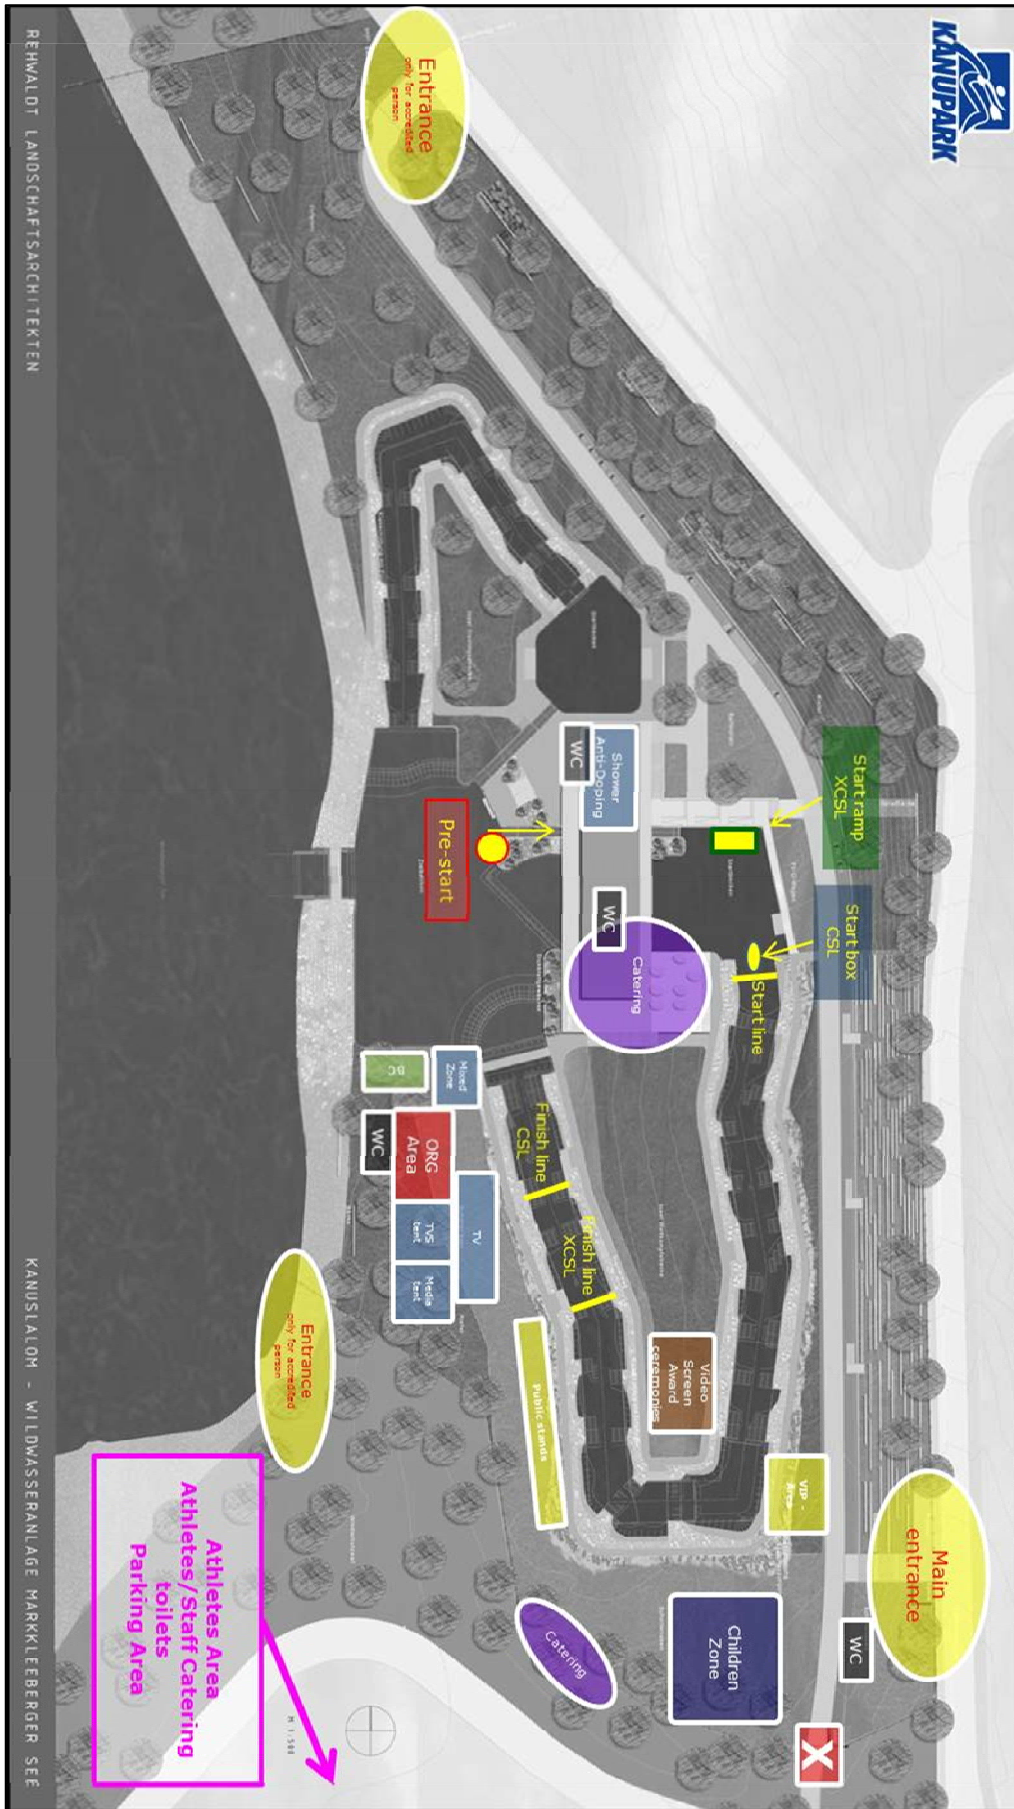 KANUPARK
Entrance
only for accredited
person
Start ramp
XCSL
Start box
CSL
Main
entrance
WC
X
Shower
Anti-Doping
WC
WC
Catering
Start line
VIP -
Area
Children
Zone
Pre-start
Finish line
CSL
Finish line
XCSL
Video
Screen
Award
ceremonies
Mixed
Zone
BC
WC
ORG
Area
TV
TVS
tent
Media
tent
Public stands
Catering
Entrance
only for accredited
person
Athletes Area
Athletes/Staff Catering
toilets
Parking Area
M 1:500
REHWALDT LANDSCHAFTSARCHITEKTEN
KANUSLALOM - WILDWASSERANLAGE MARKKLEEBERGER SEE